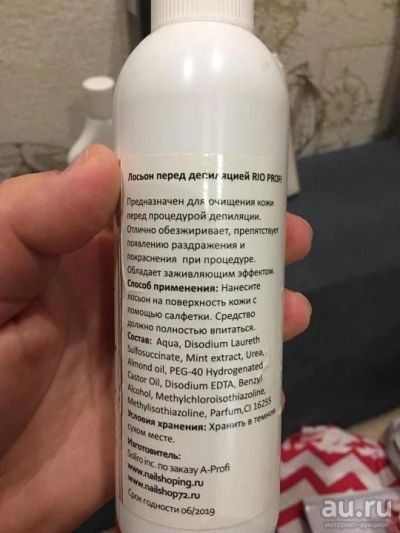 Лосьон перед депиляцией RIO PROFI
Предназначен для очищения кожи
перед процедурой депиляции.
Отлично обезжиривает, препятствует
появлению раздражения и
покраснения при процедуре.
Обладает заживляющим эффектом.
Способ применения: Нанесите
лосьон на поверхность кожи с
помощью салфетки. Средство
должно полностью впитаться.
Состав: Aqua, Disodium Laureth
Sulfosuccinate, Mint extract, Urea,
Almond oil, PEG-40 Hydrogenated
Castor Oil, Disodium EDTA, Benzyl
Alcohol, Methylchloroisothiazoline,
Methylisothiazoline, Parfum,CI 16255
Условия хранения: Хранить в темном
сухом месте.
Изготовитель:
Soliro inc. по заказу A-Profi
www.nailshoping.ru
www.nailshop72.ru
Срок годности 06/2019
au.ru
интернет-аукцион